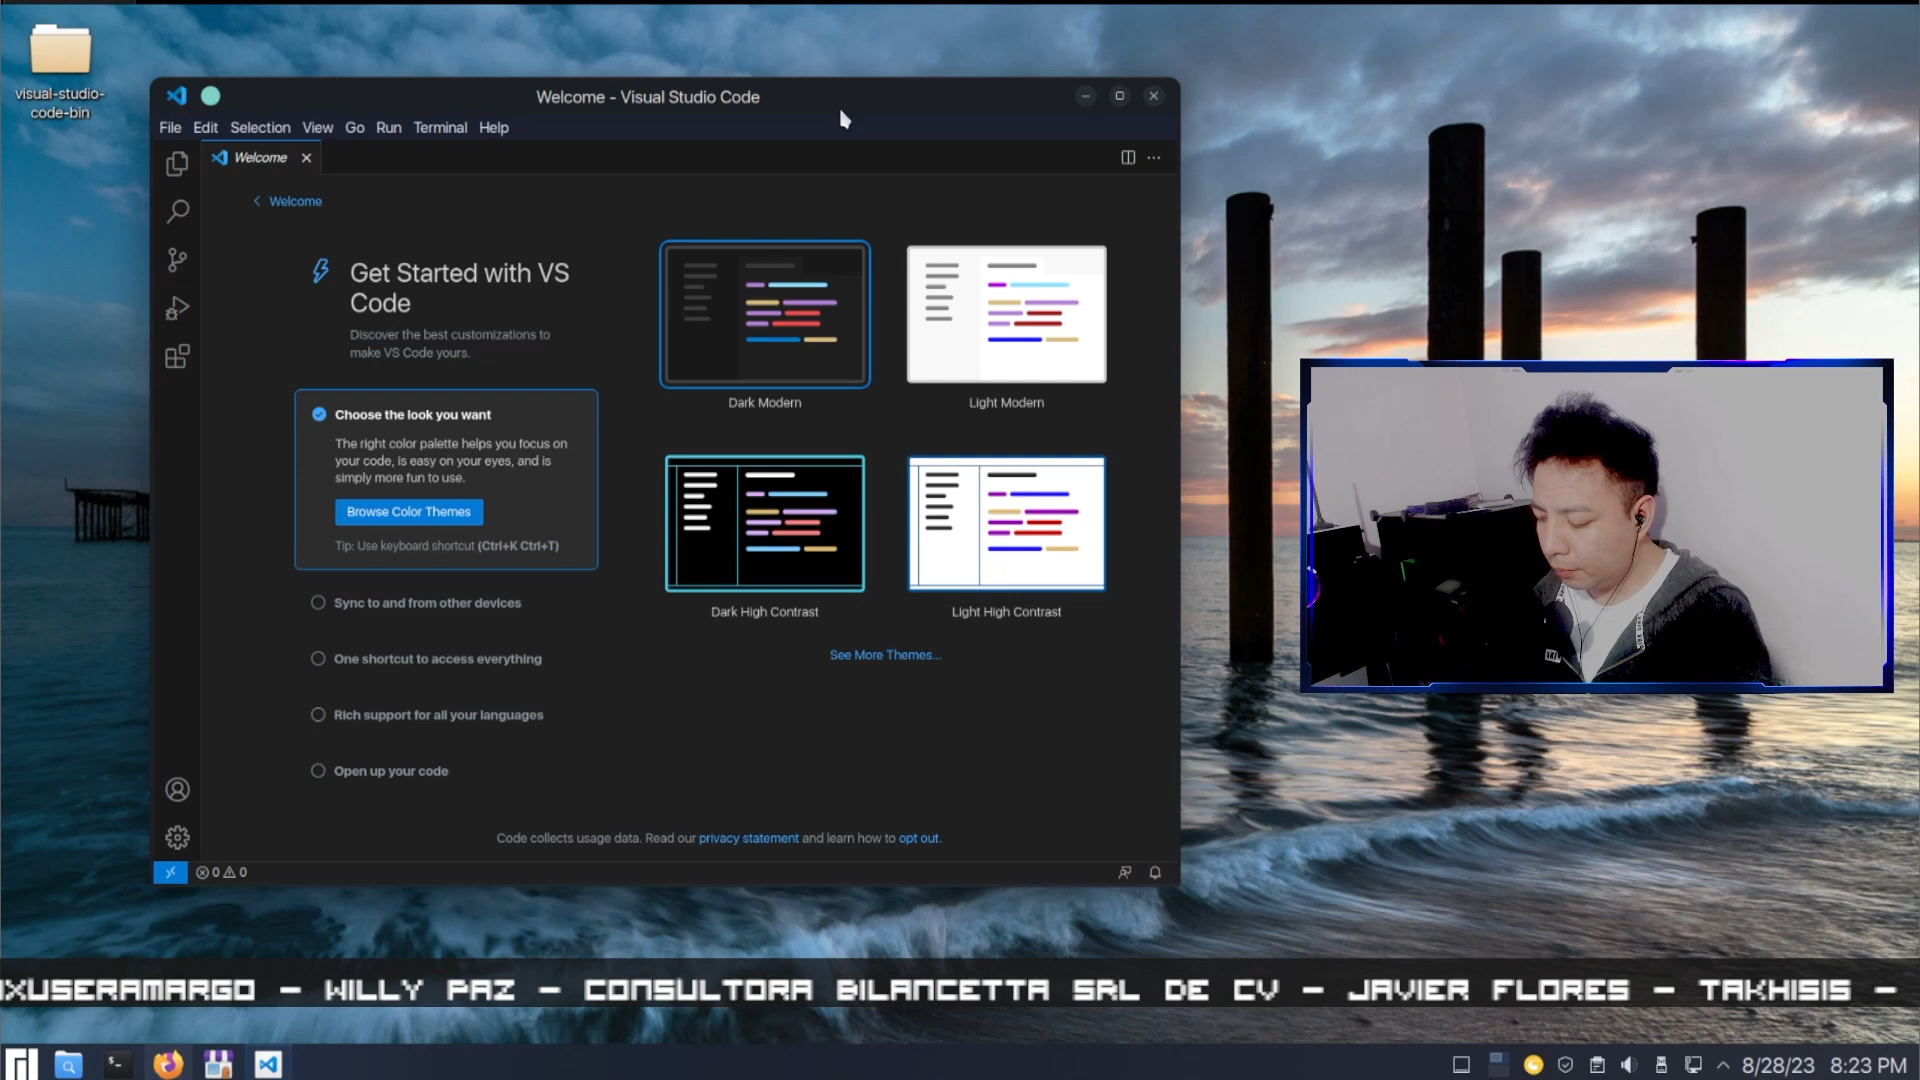 visual-studio-
code-bin
Welcome - Visual Studio Code
File Edit Selection View Go Run Terminal Help
Welcome
Welcome
Get Started with VS
Code
Discover the best customizations to
make VS Code yours.
Choose the look you want
The right color palette helps you focus on
your code, is easy on your eyes, and is
simply more fun to use.
Browse Color Themes
Tip: Use keyboard shortcut (Ctrl+K Ctrl+T)
Sync to and from other devices
One shortcut to access everything
Rich support for all your languages
Open up your code
Dark Modern
Light Modern
Dark High Contrast
Light High Contrast
See More Themes...
Code collects usage data. Read our privacy statement and learn how to opt out.
0 0
XUSERAMARGO - WILLY PAZ - CONSULTORA BILANCETTA SRL DE CV - JAVIER FLORES - TAKHISIS -
8/28/23 8:23 PM